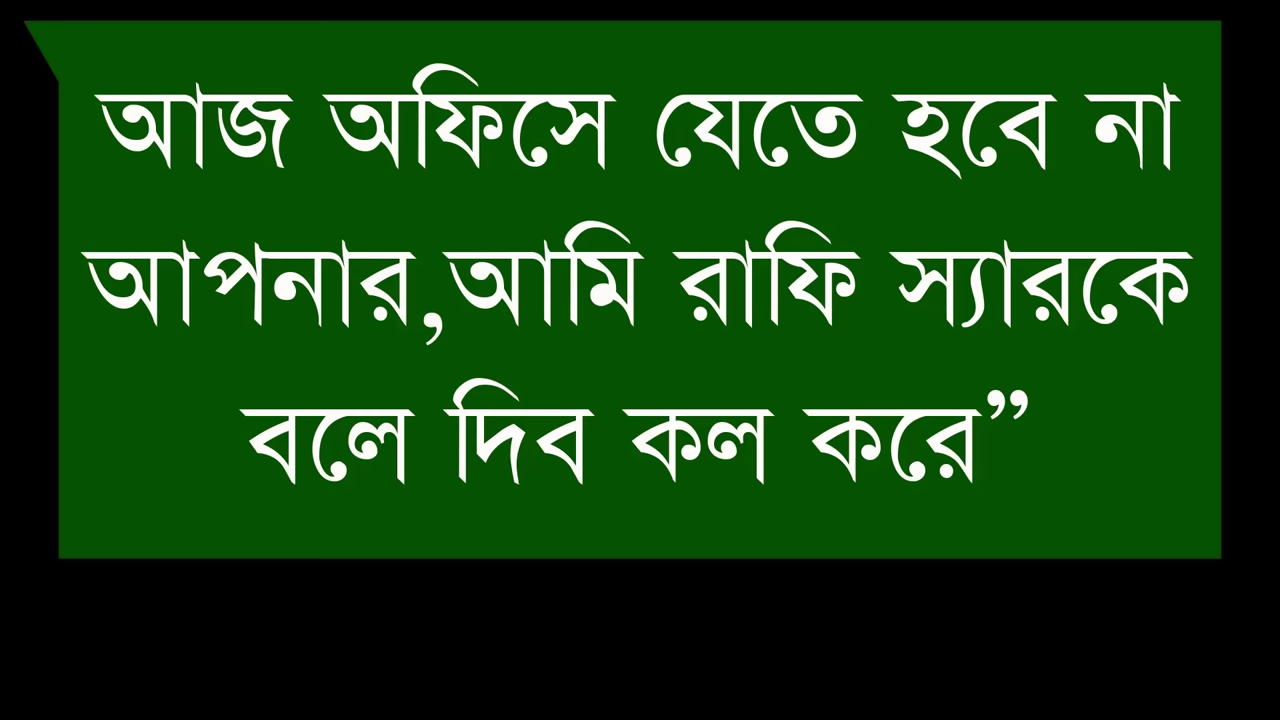 আজ অফিসে যেতে হবে না
আপনার,আমি রাফি স্যারকে
বলে দিব কল করে”